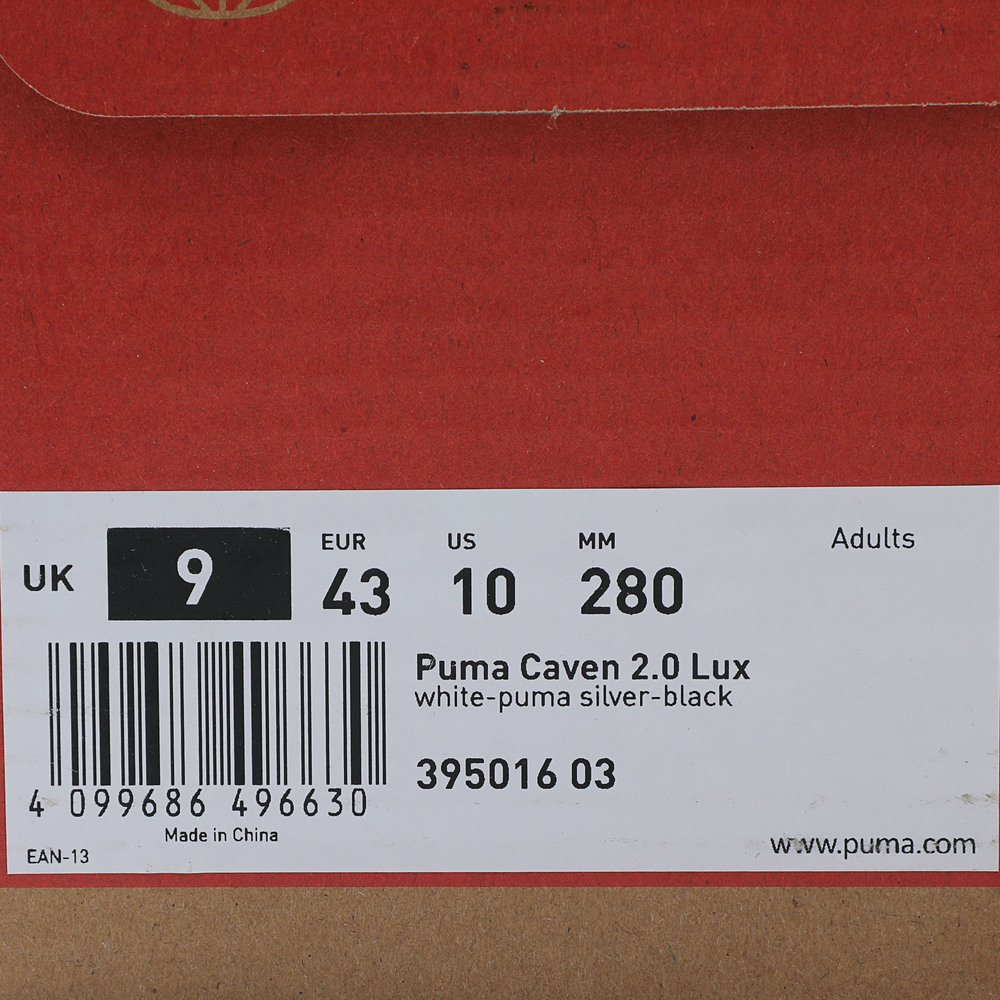 UK 9 EUR 43 US 10 MM 280 Adults
Puma Caven 2.0 Lux
white-puma silver-black
395016 03
4 099686 496630
Made in China
EAN-13
www.puma.com